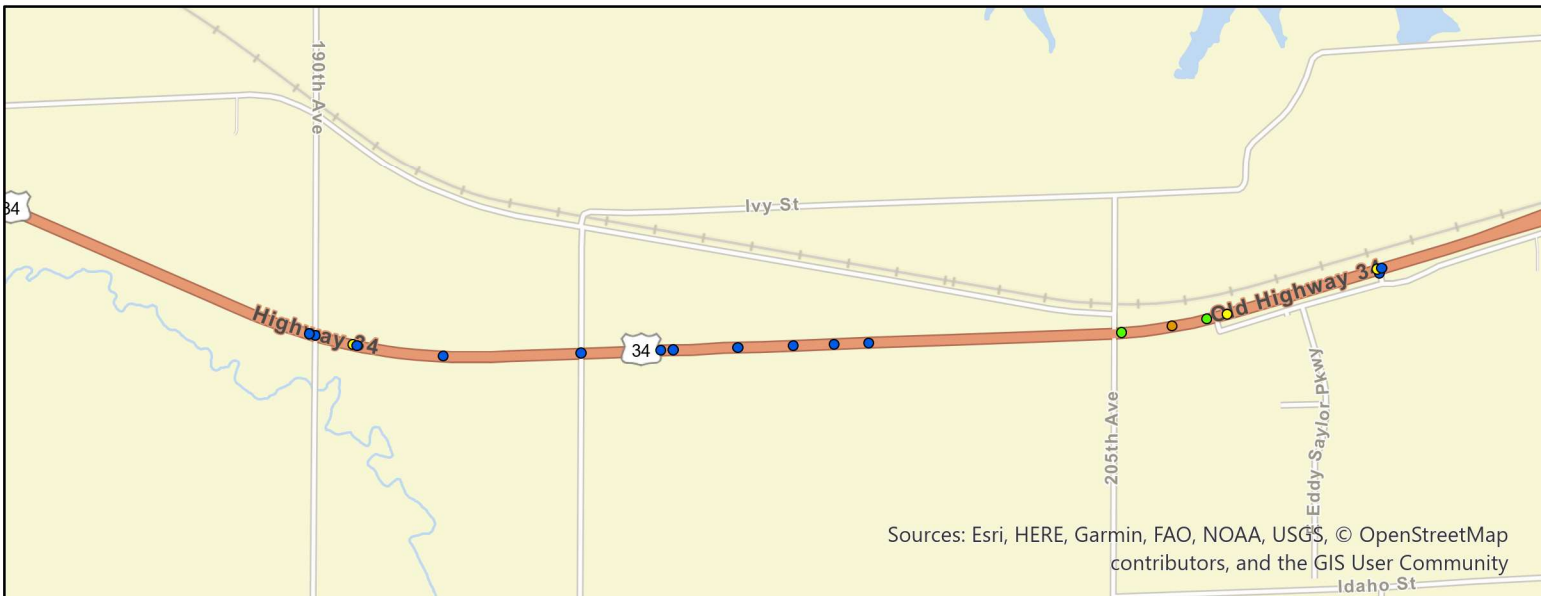 190th Ave
34
Ivy St
Highway 34
34
Old Highway 34
205th Ave
Eddy Saylor Pkwy
Sources: Esri, HERE, Garmin, FAO, NOAA, USGS, © OpenStreetMap
contributors, and the GIS User Community
Idaho St